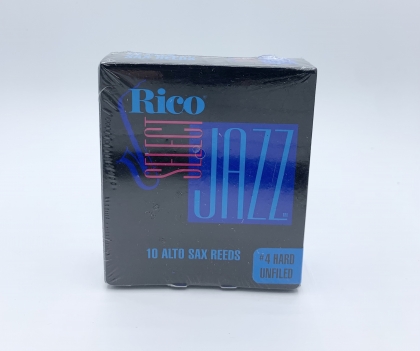 Rico
SELECT
JAZZ
10 ALTO SAX REEDS
#4 HARD
UNFILED